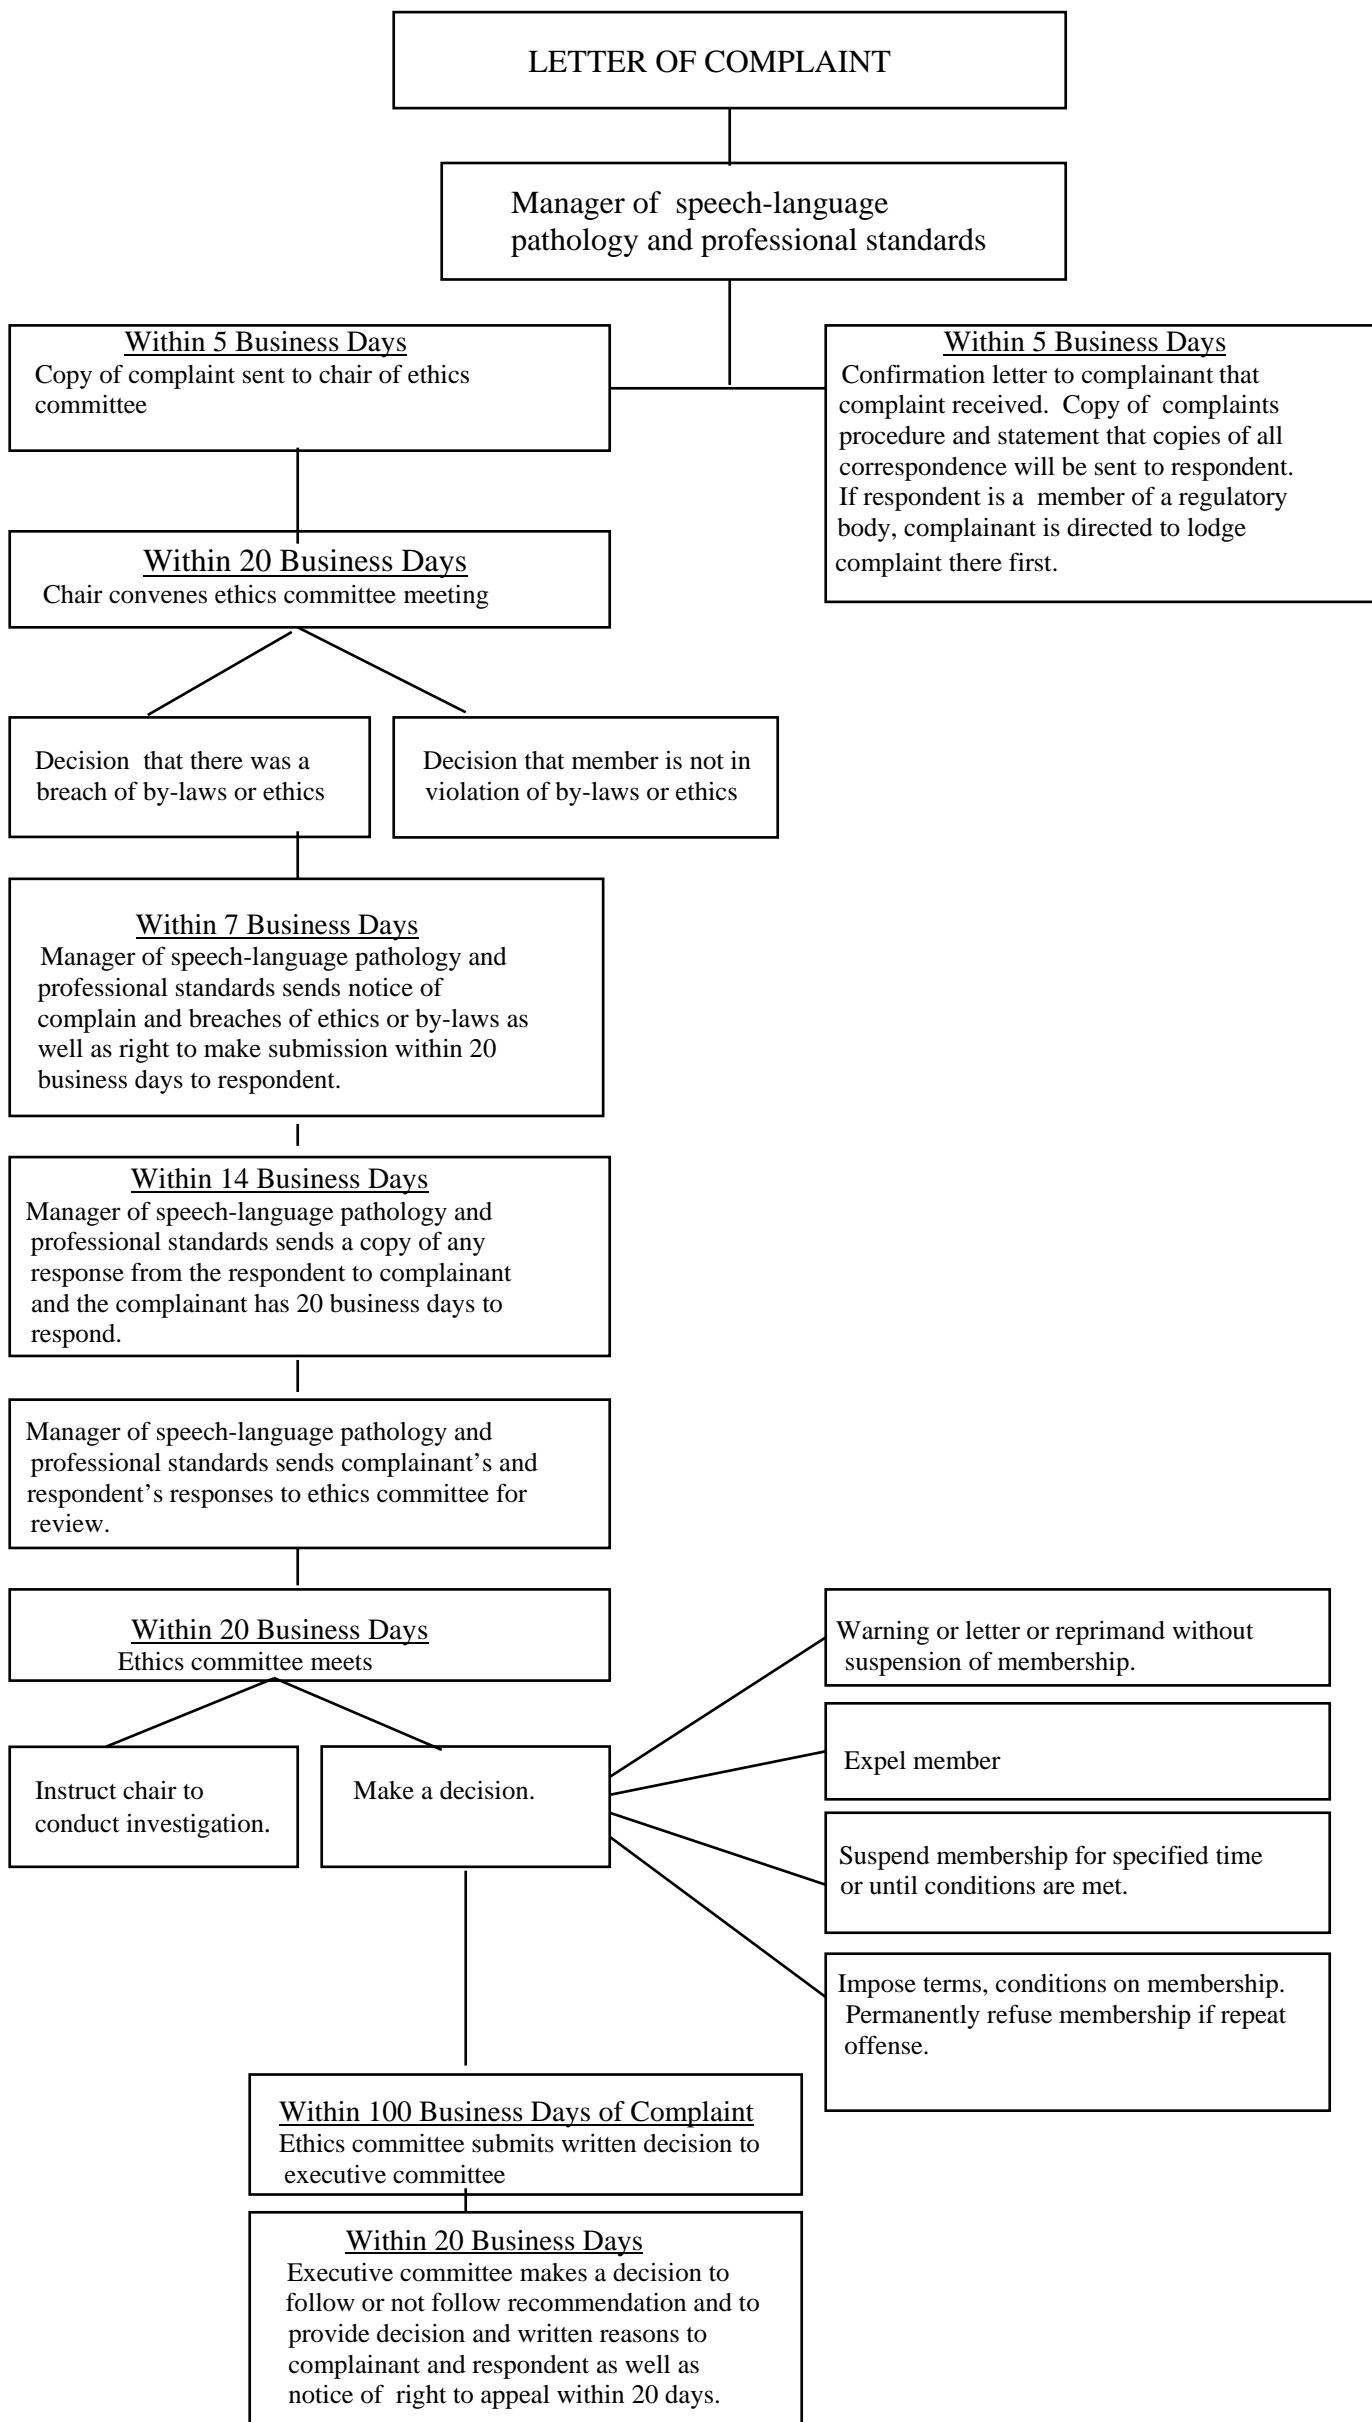 LETTER OF COMPLAINT
Manager of speech-language
pathology and professional standards
Within 5 Business Days
Copy of complaint sent to chair of ethics
committee
Within 5 Business Days
Confirmation letter to complainant that
complaint received. Copy of complaints
procedure and statement that copies of all
correspondence will be sent to respondent.
If respondent is a member of a regulatory
body, complainant is directed to lodge
complaint there first.
Within 20 Business Days
Chair convenes ethics committee meeting
Decision that there was a
breach of by-laws or ethics
Decision that member is not in
violation of by-laws or ethics
Within 7 Business Days
Manager of speech-language pathology and
professional standards sends notice of
complain and breaches of ethics or by-laws as
well as right to make submission within 20
business days to respondent.
Within 14 Business Days
Manager of speech-language pathology and
professional standards sends a copy of any
response from the respondent to complainant
and the complainant has 20 business days to
respond.
Manager of speech-language pathology and
professional standards sends complainant’s and
respondent’s responses to ethics committee for
review.
Within 20 Business Days
Ethics committee meets
Instruct chair to
conduct investigation.
Make a decision.
Warning or letter or reprimand without
suspension of membership.
Expel member
Suspend membership for specified time
or until conditions are met.
Impose terms, conditions on membership.
Permanently refuse membership if repeat
offense.
Within 100 Business Days of Complaint
Ethics committee submits written decision to
executive committee
Within 20 Business Days
Executive committee makes a decision to
follow or not follow recommendation and to
provide decision and written reasons to
complainant and respondent as well as
notice of right to appeal within 20 days.